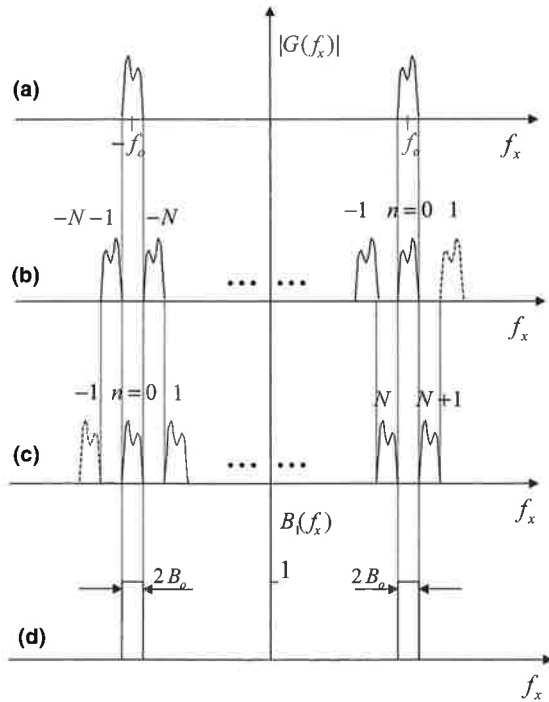 |G(f_x)|
(a)
−f_o
f_o
f_x
−N−1
−N
−1
n=0
1
(b)
f_x
−1
n=0
1
N
N+1
(c)
f_x
B_1(f_x)
2B_o
1
2B_o
(d)
f_x